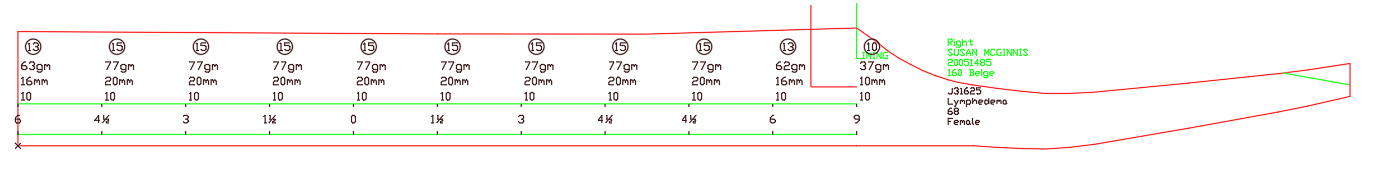 13 15 15 15 15 15 15 15 15 13 10
63gm 77gm 77gm 77gm 77gm 77gm 77gm 77gm 77gm 62gm 37gm
16mm 20mm 20mm 20mm 20mm 20mm 20mm 20mm 20mm 16mm 10mm
10 10 10 10 10 10 10 10 10 10 10
6 4½ 3 1½ 0 1½ 3 4½ 4½ 6 9
LINING
Right
SUSAN MCGINNIS
20051485
160 Beige
J31625
Lymphedema
68
Female